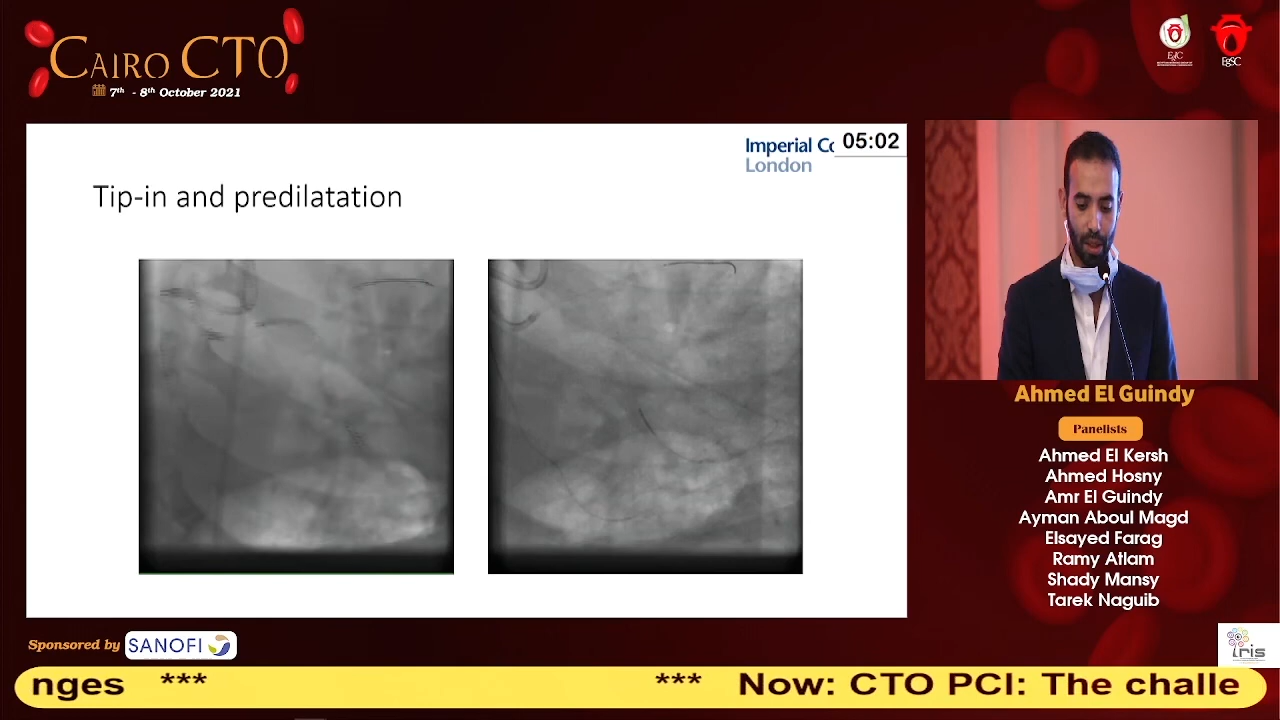 CAIRO CTO
7th - 8th October 2021
EgSC
Imperial Co
London
05:02
Tip-in and predilatation
Ahmed El Guindy
Panelists
Ahmed El Kersh
Ahmed Hosny
Amr El Guindy
Ayman Aboul Magd
Elsayed Farag
Ramy Atlam
Shady Mansy
Tarek Naguib
Sponsored by SANOFI
iris
nges *** *** Now: CTO PCI: The challe